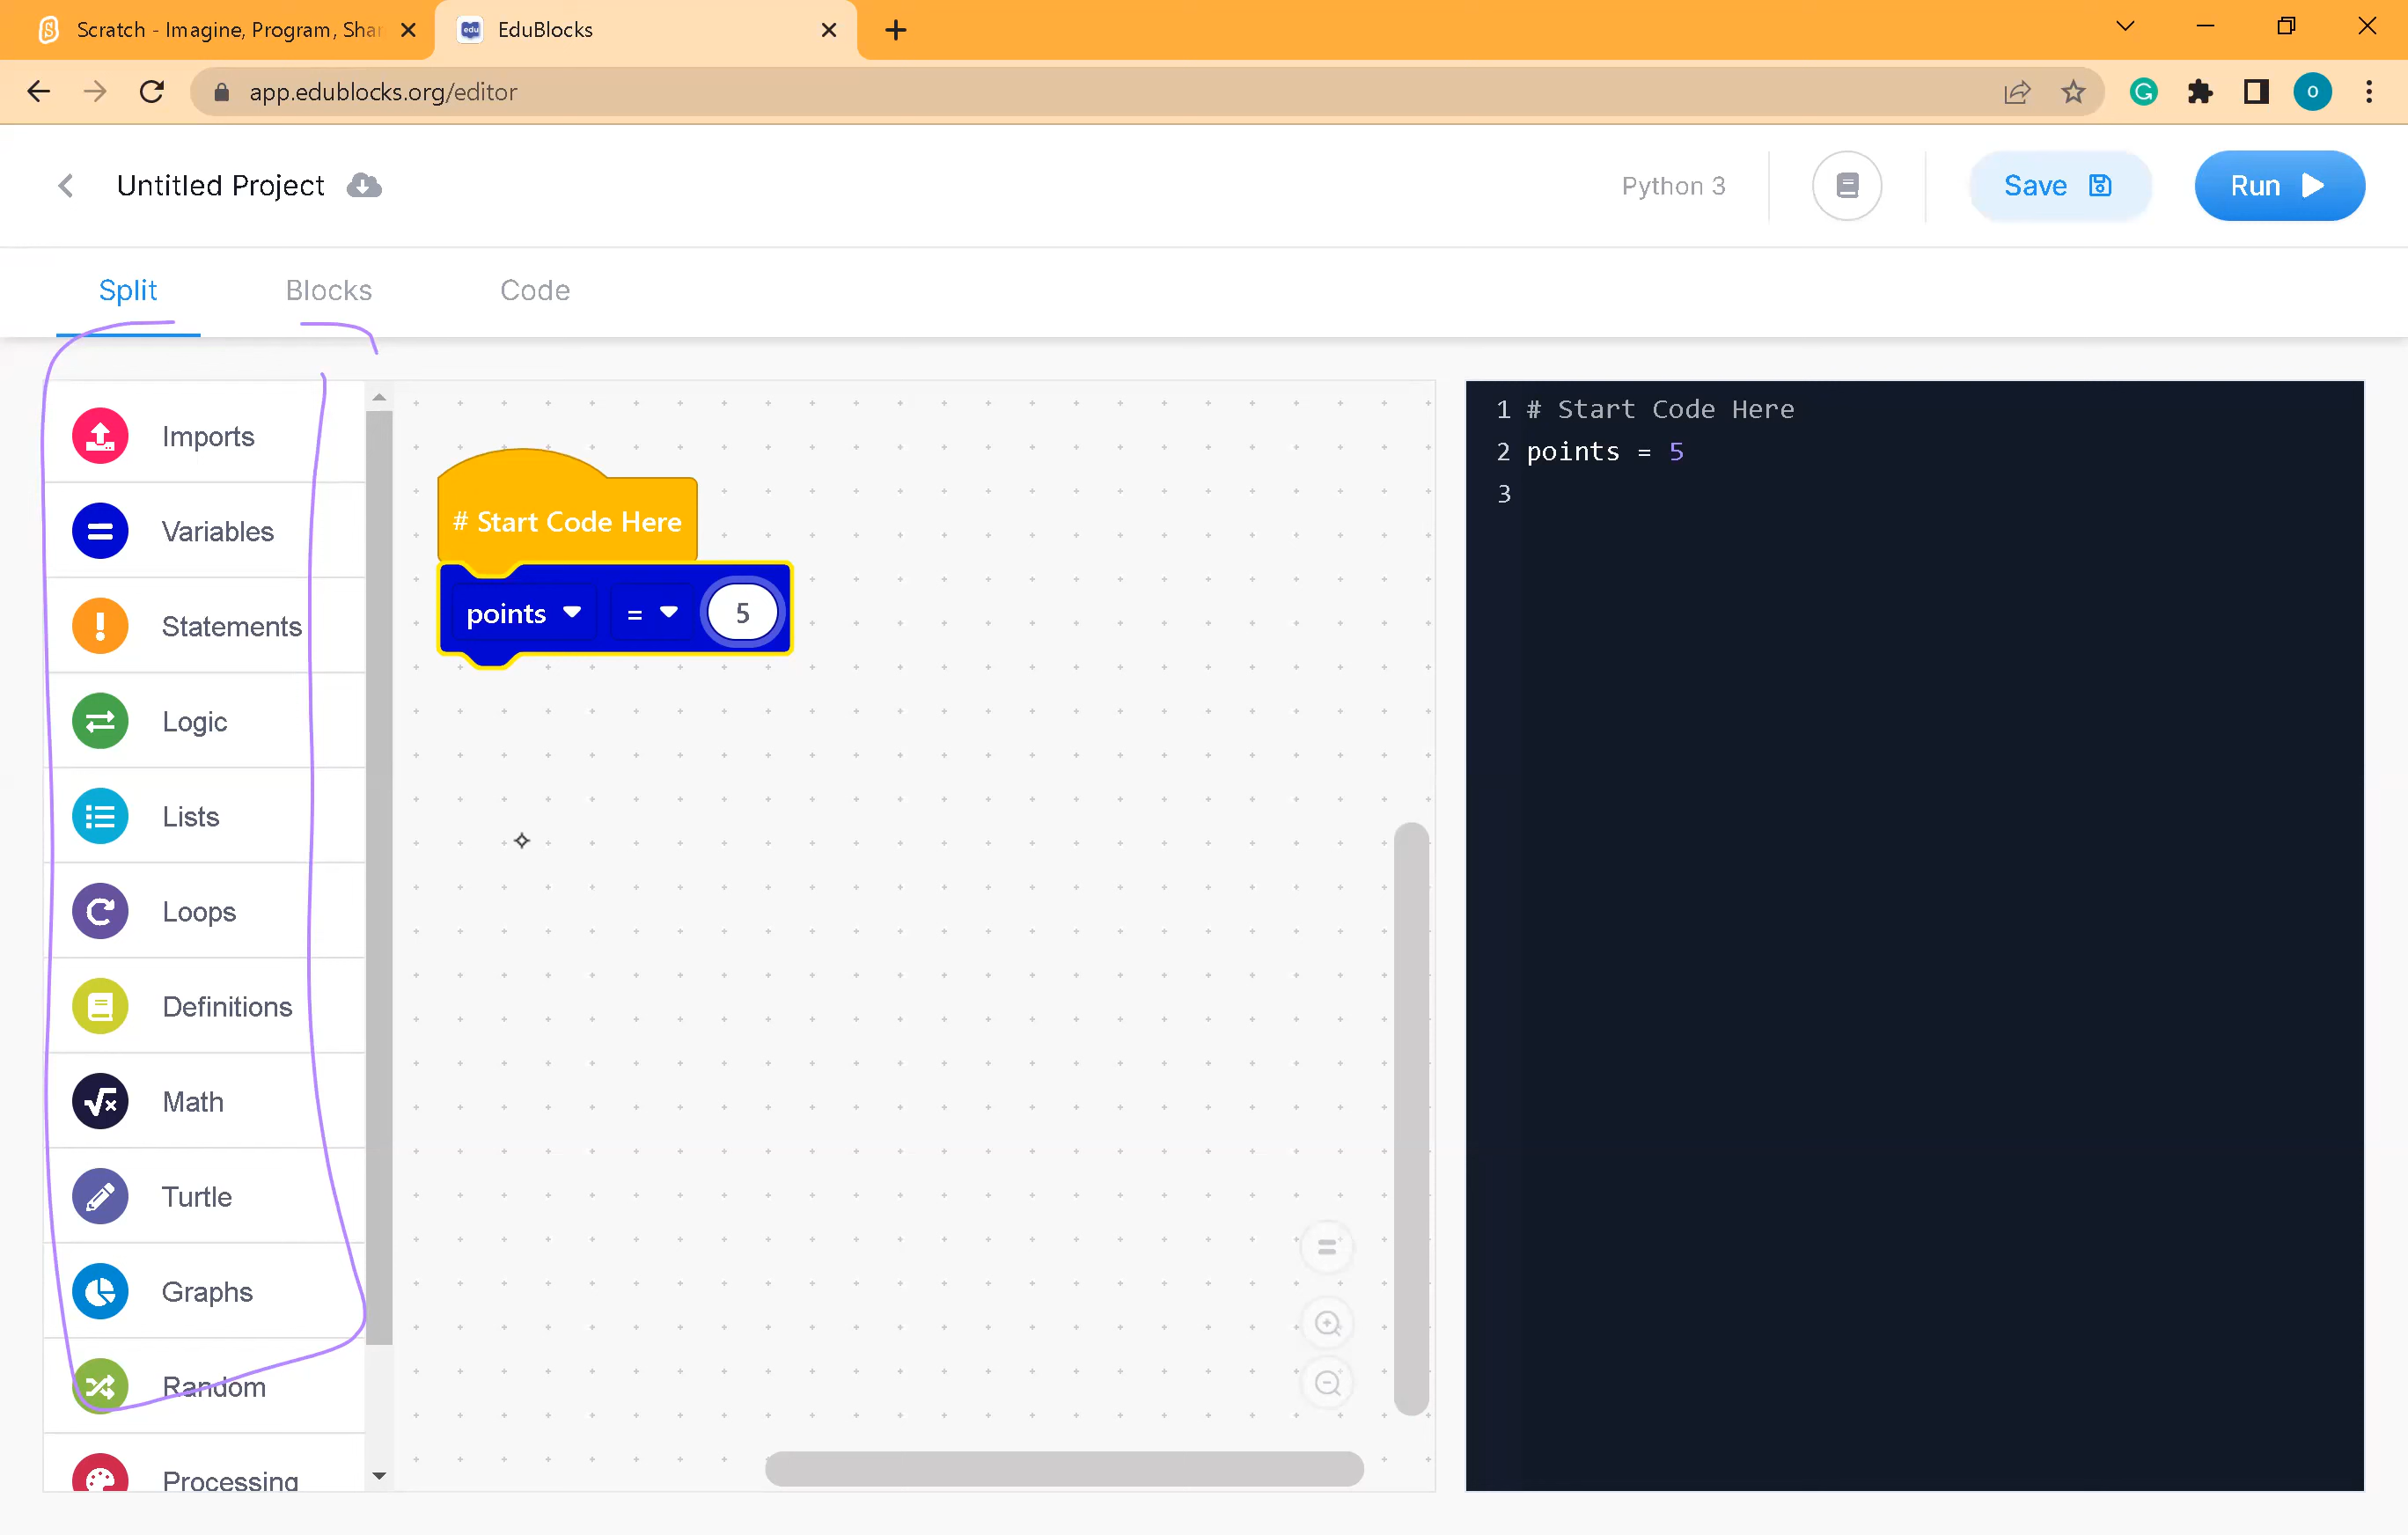 Scratch - Imagine, Program, Shar
EduBlocks
app.edublocks.org/editor
Untitled Project
Python 3
Save
Run
Split
Blocks
Code
Imports
Variables
Statements
Logic
Lists
Loops
Definitions
Math
Turtle
Graphs
Random
Processing
# Start Code Here
points = 5
1 # Start Code Here
2 points = 5
3